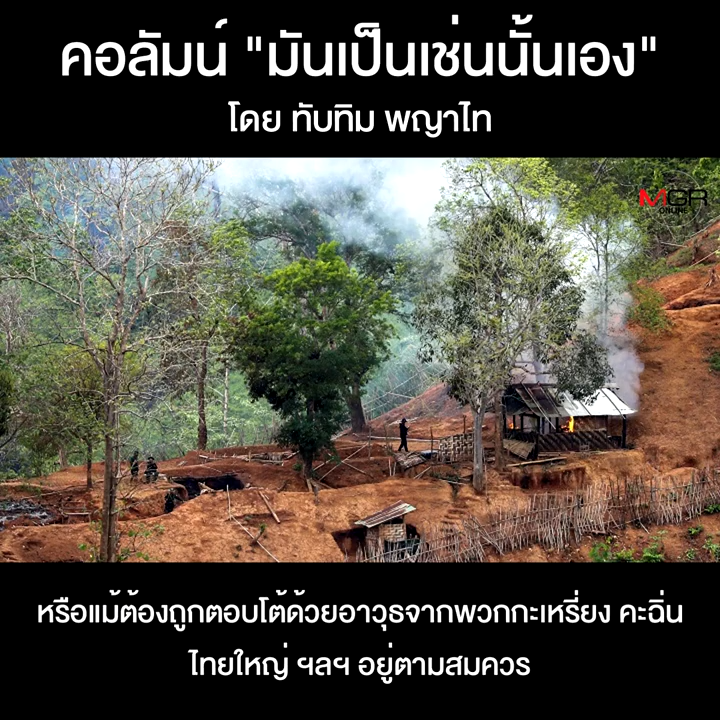 คอลัมน์ "มันเป็นเช่นนั้นเอง"
โดย ทับทิม พญาไท
MGR
ONLINE
หรือแม้ต้องถูกตอบโต้ด้วยอาวุธจากพวกกะเหรี่ยง คะฉิ่น
ไทยใหญ่ ฯลฯ อยู่ตามสมควร